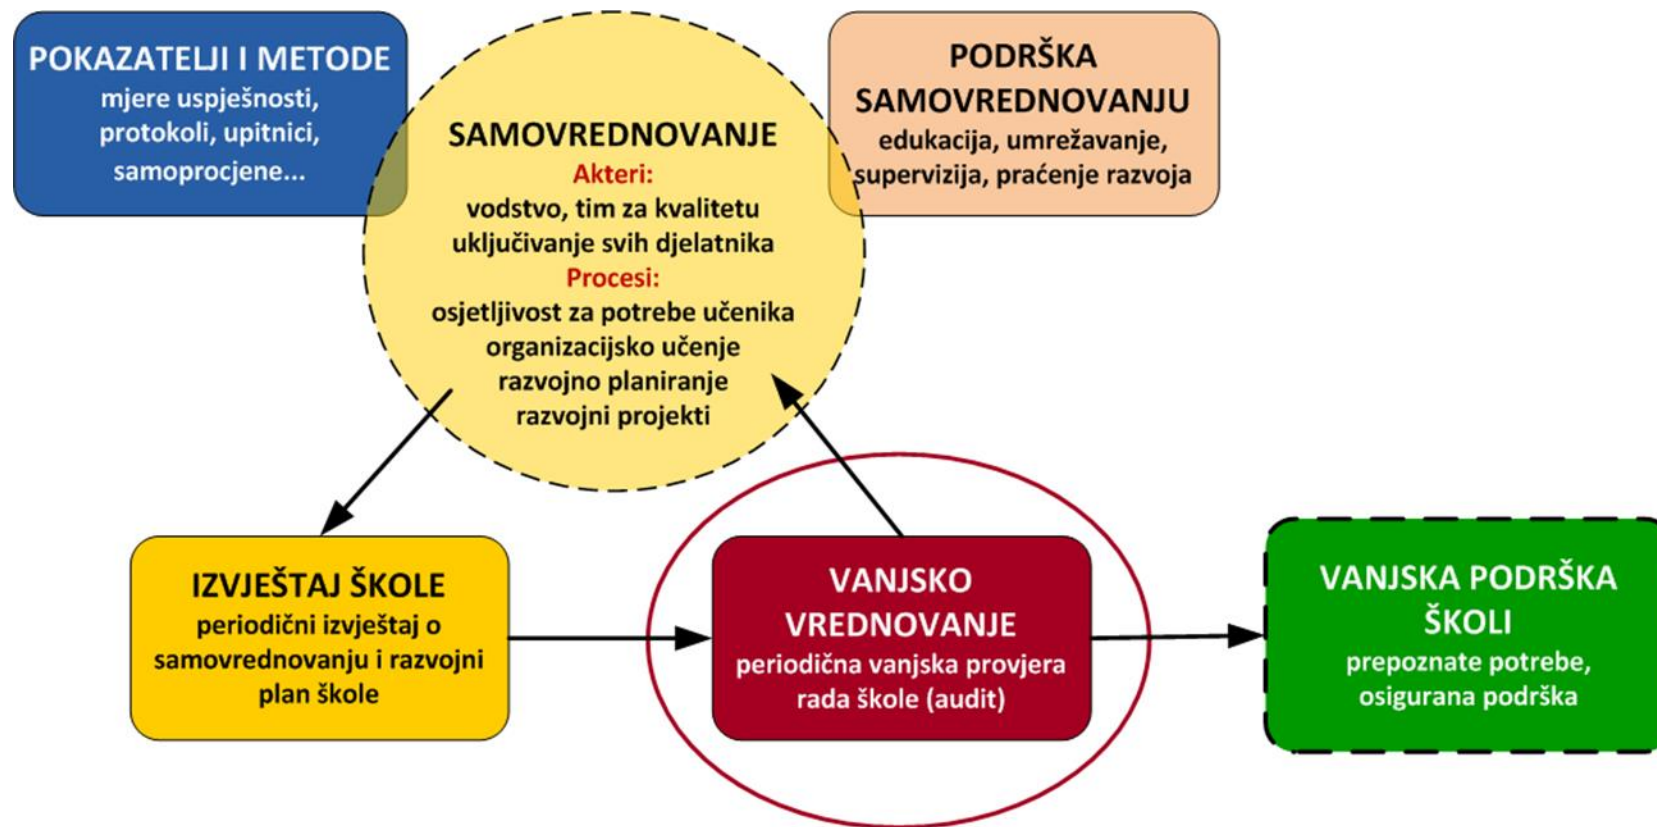 POKAZATELJI I METODE
mjere uspješnosti,
protokoli, upitnici,
samoprocjene...
SAMOVREDNOVANJE
Akteri:
vodstvo, tim za kvalitetu
uključivanje svih djelatnika
Procesi:
osjetljivost za potrebe učenika
organizacijsko učenje
razvojno planiranje
razvojni projekti
PODRŠKA
SAMOVREDNOVANJU
edukacija, umrežavanje,
supervizija, praćenje razvoja
IZVJEŠTAJ ŠKOLE
periodični izvještaj o
samovrednovanju i razvojni
plan škole
VANJSKO
VREDNOVANJE
periodična vanjska provjera
rada škole (audit)
VANJSKA PODRŠKA
ŠKOLI
prepoznate potrebe,
osigurana podrška